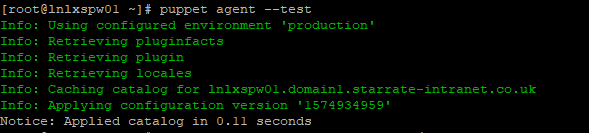 [root@lnlxspw01 ~]# puppet agent --test
Info: Using configured environment 'production'
Info: Retrieving pluginfacts
Info: Retrieving plugin
Info: Retrieving locales
Info: Caching catalog for lnlxspw01.domain1.starrate-intranet.co.uk
Info: Applying configuration version '1574934959'
Notice: Applied catalog in 0.11 seconds